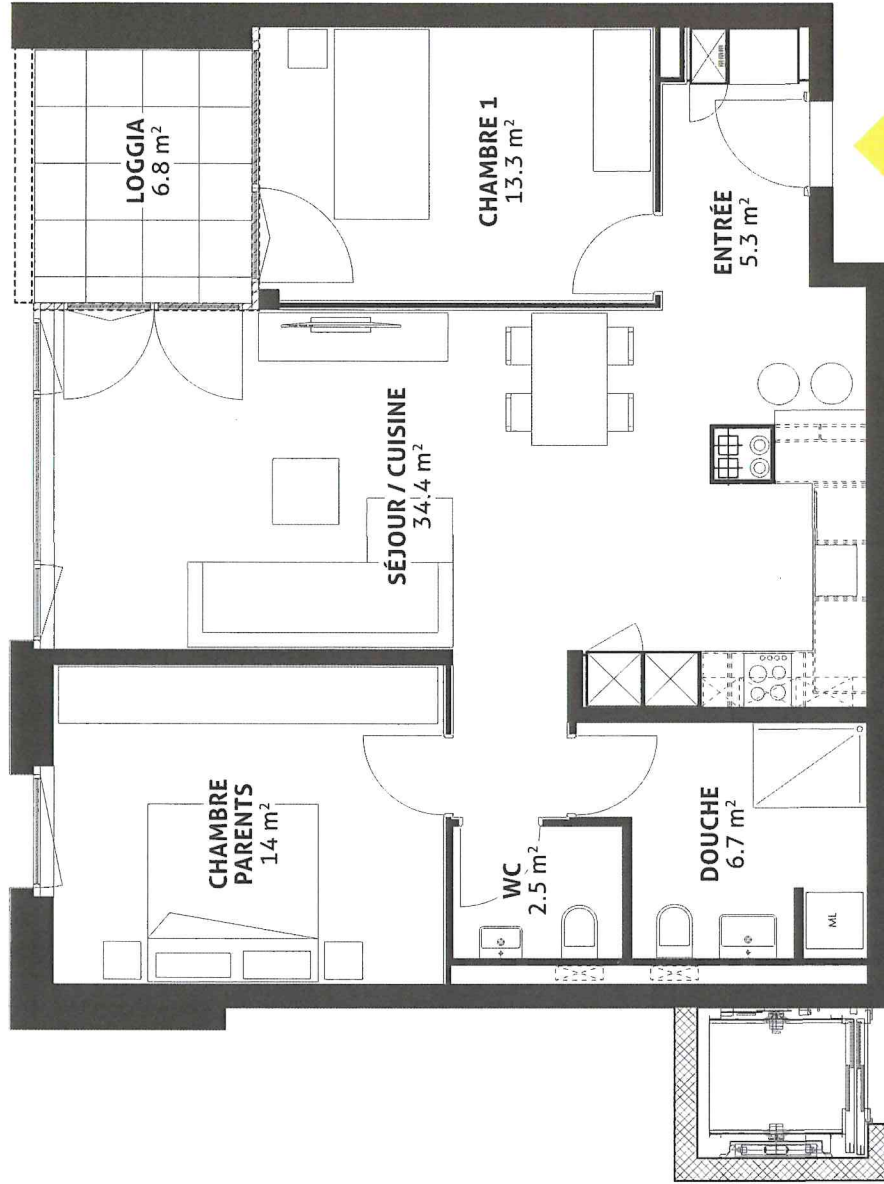 LOGGIA
6.8 m²
CHAMBRE 1
13.3 m²
ENTRÉE
5.3 m²
SÉJOUR / CUISINE
34.4 m²
CHAMBRE
PARENTS
14 m²
WC
2.5 m²
DOUCHE
6.7 m²
ML